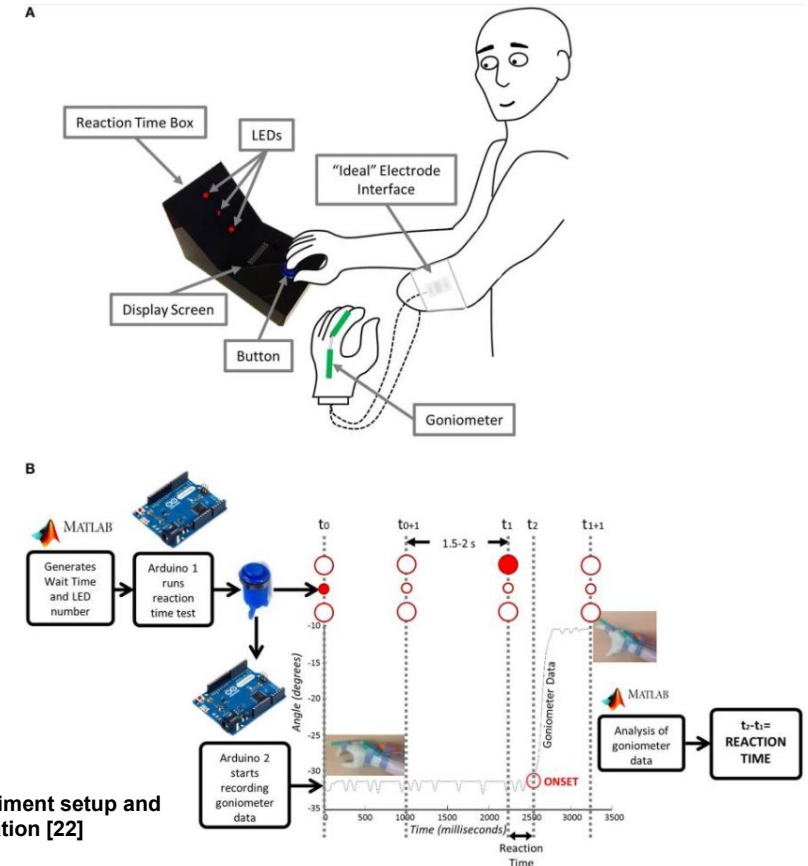 A
Reaction Time Box
LEDs
"Ideal" Electrode
Interface
Display Screen
Button
Goniometer
B
MATLAB
Generates
Wait Time
and LED
number
Arduino 1
runs
reaction
time test
t0
t0+1
1.5-2 s
t1
t2
t1+1
Arduino 2
starts
recording
goniometer
data
Angle (degrees)
-10
-15
-20
-25
-30
-35
Goniometer Data
ONSET
0
500
1000
1500
2000
2500
3000
3500
Time (milliseconds)
Reaction
Time
MATLAB
Analysis of
goniometer
data
t2-t1=
REACTION
TIME
iment setup and
ation [22]